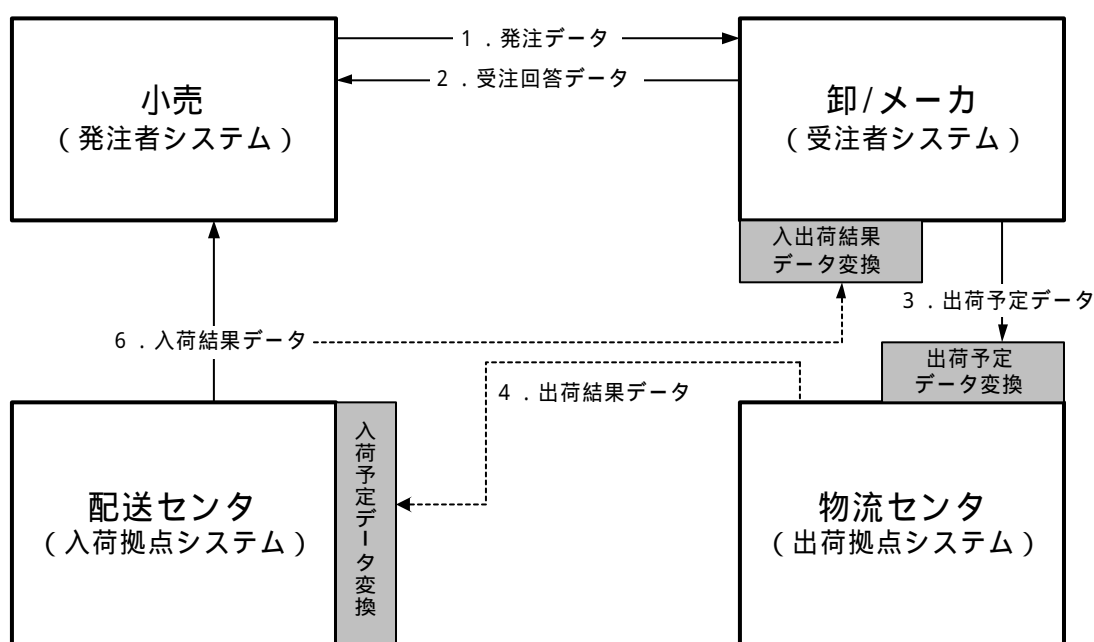 1．発注データ
2．受注回答データ
小売
（発注者システム）
卸/メーカ
（受注者システム）
入出荷結果
データ変換
3．出荷予定データ
6．入荷結果データ
出荷予定
データ変換
4．出荷結果データ
入荷予定データ変換
配送センタ
（入荷拠点システム）
物流センタ
（出荷拠点システム）